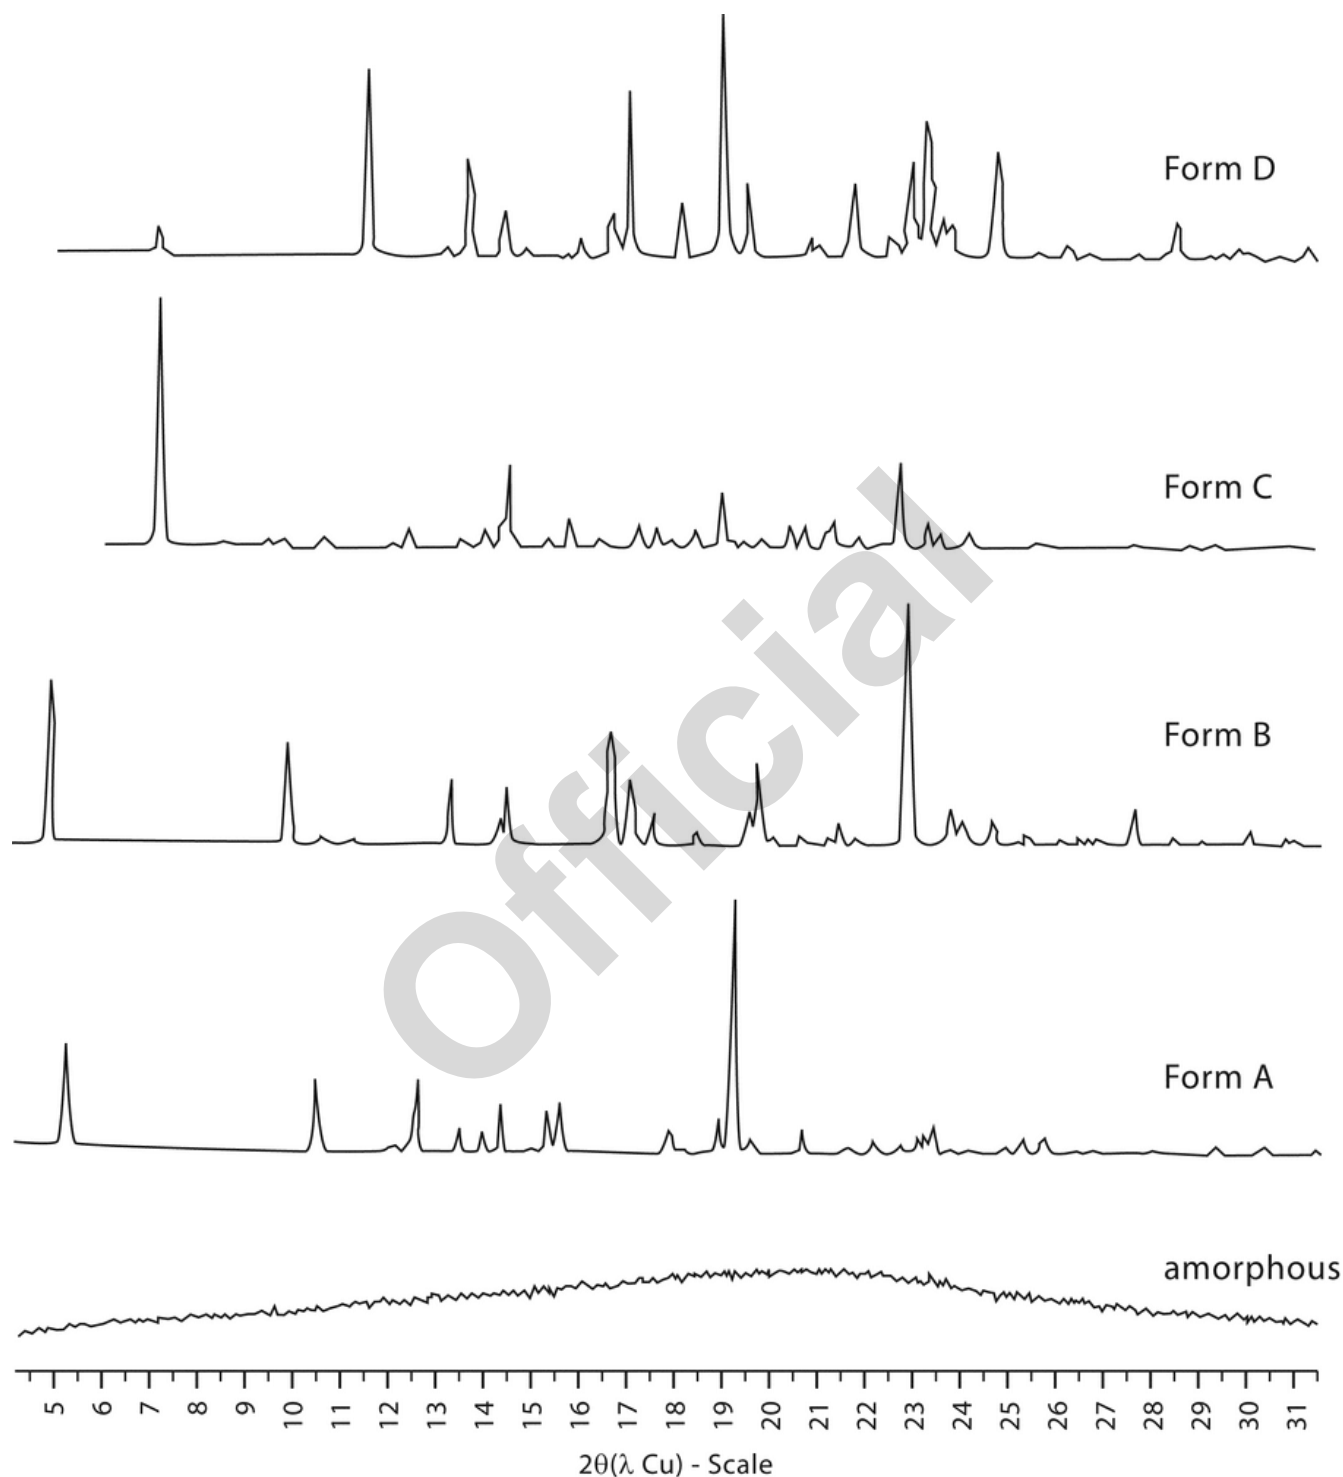 Form D
Form C
Form B
Form A
amorphous
5 6 7 8 9 10 11 12 13 14 15 16 17 18 19 20 21 22 23 24 25 26 27 28 29 30 31
2θ(λ Cu) - Scale
Official